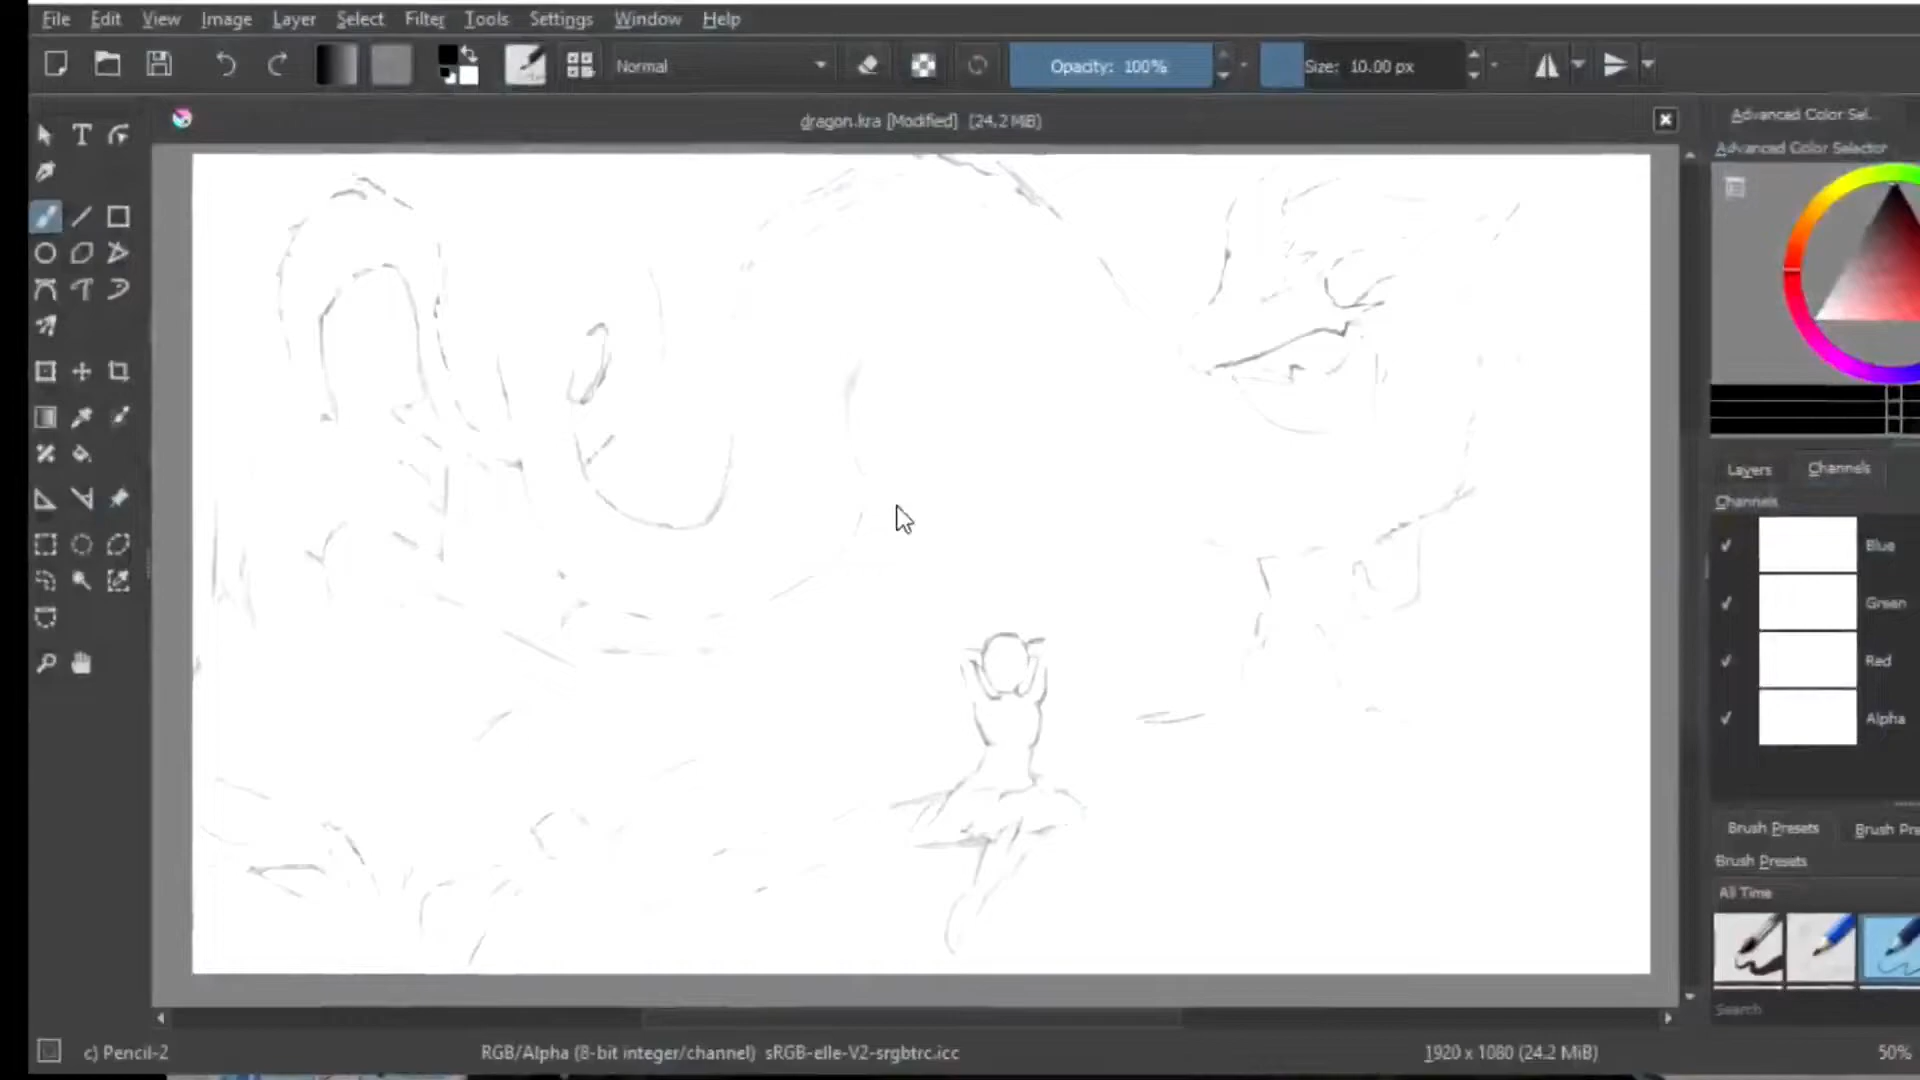 File Edit View Image Layer Select Filter Tools Settings Window Help
Normal Opacity: 100% Size: 10.00 px
dragon.kra [Modified] (24.2 MiB)
Advanced Color Sel...
Advanced Color Selector
Layers Channels
Channels
Blue
Green
Red
Alpha
Brush Presets Brush Pre
Brush Presets
All Time
Search
c) Pencil-2 RGB/Alpha (8-bit integer/channel) sRGB-elle-V2-srgbtrc.icc 1920 x 1080 (24.2 MiB) 50%